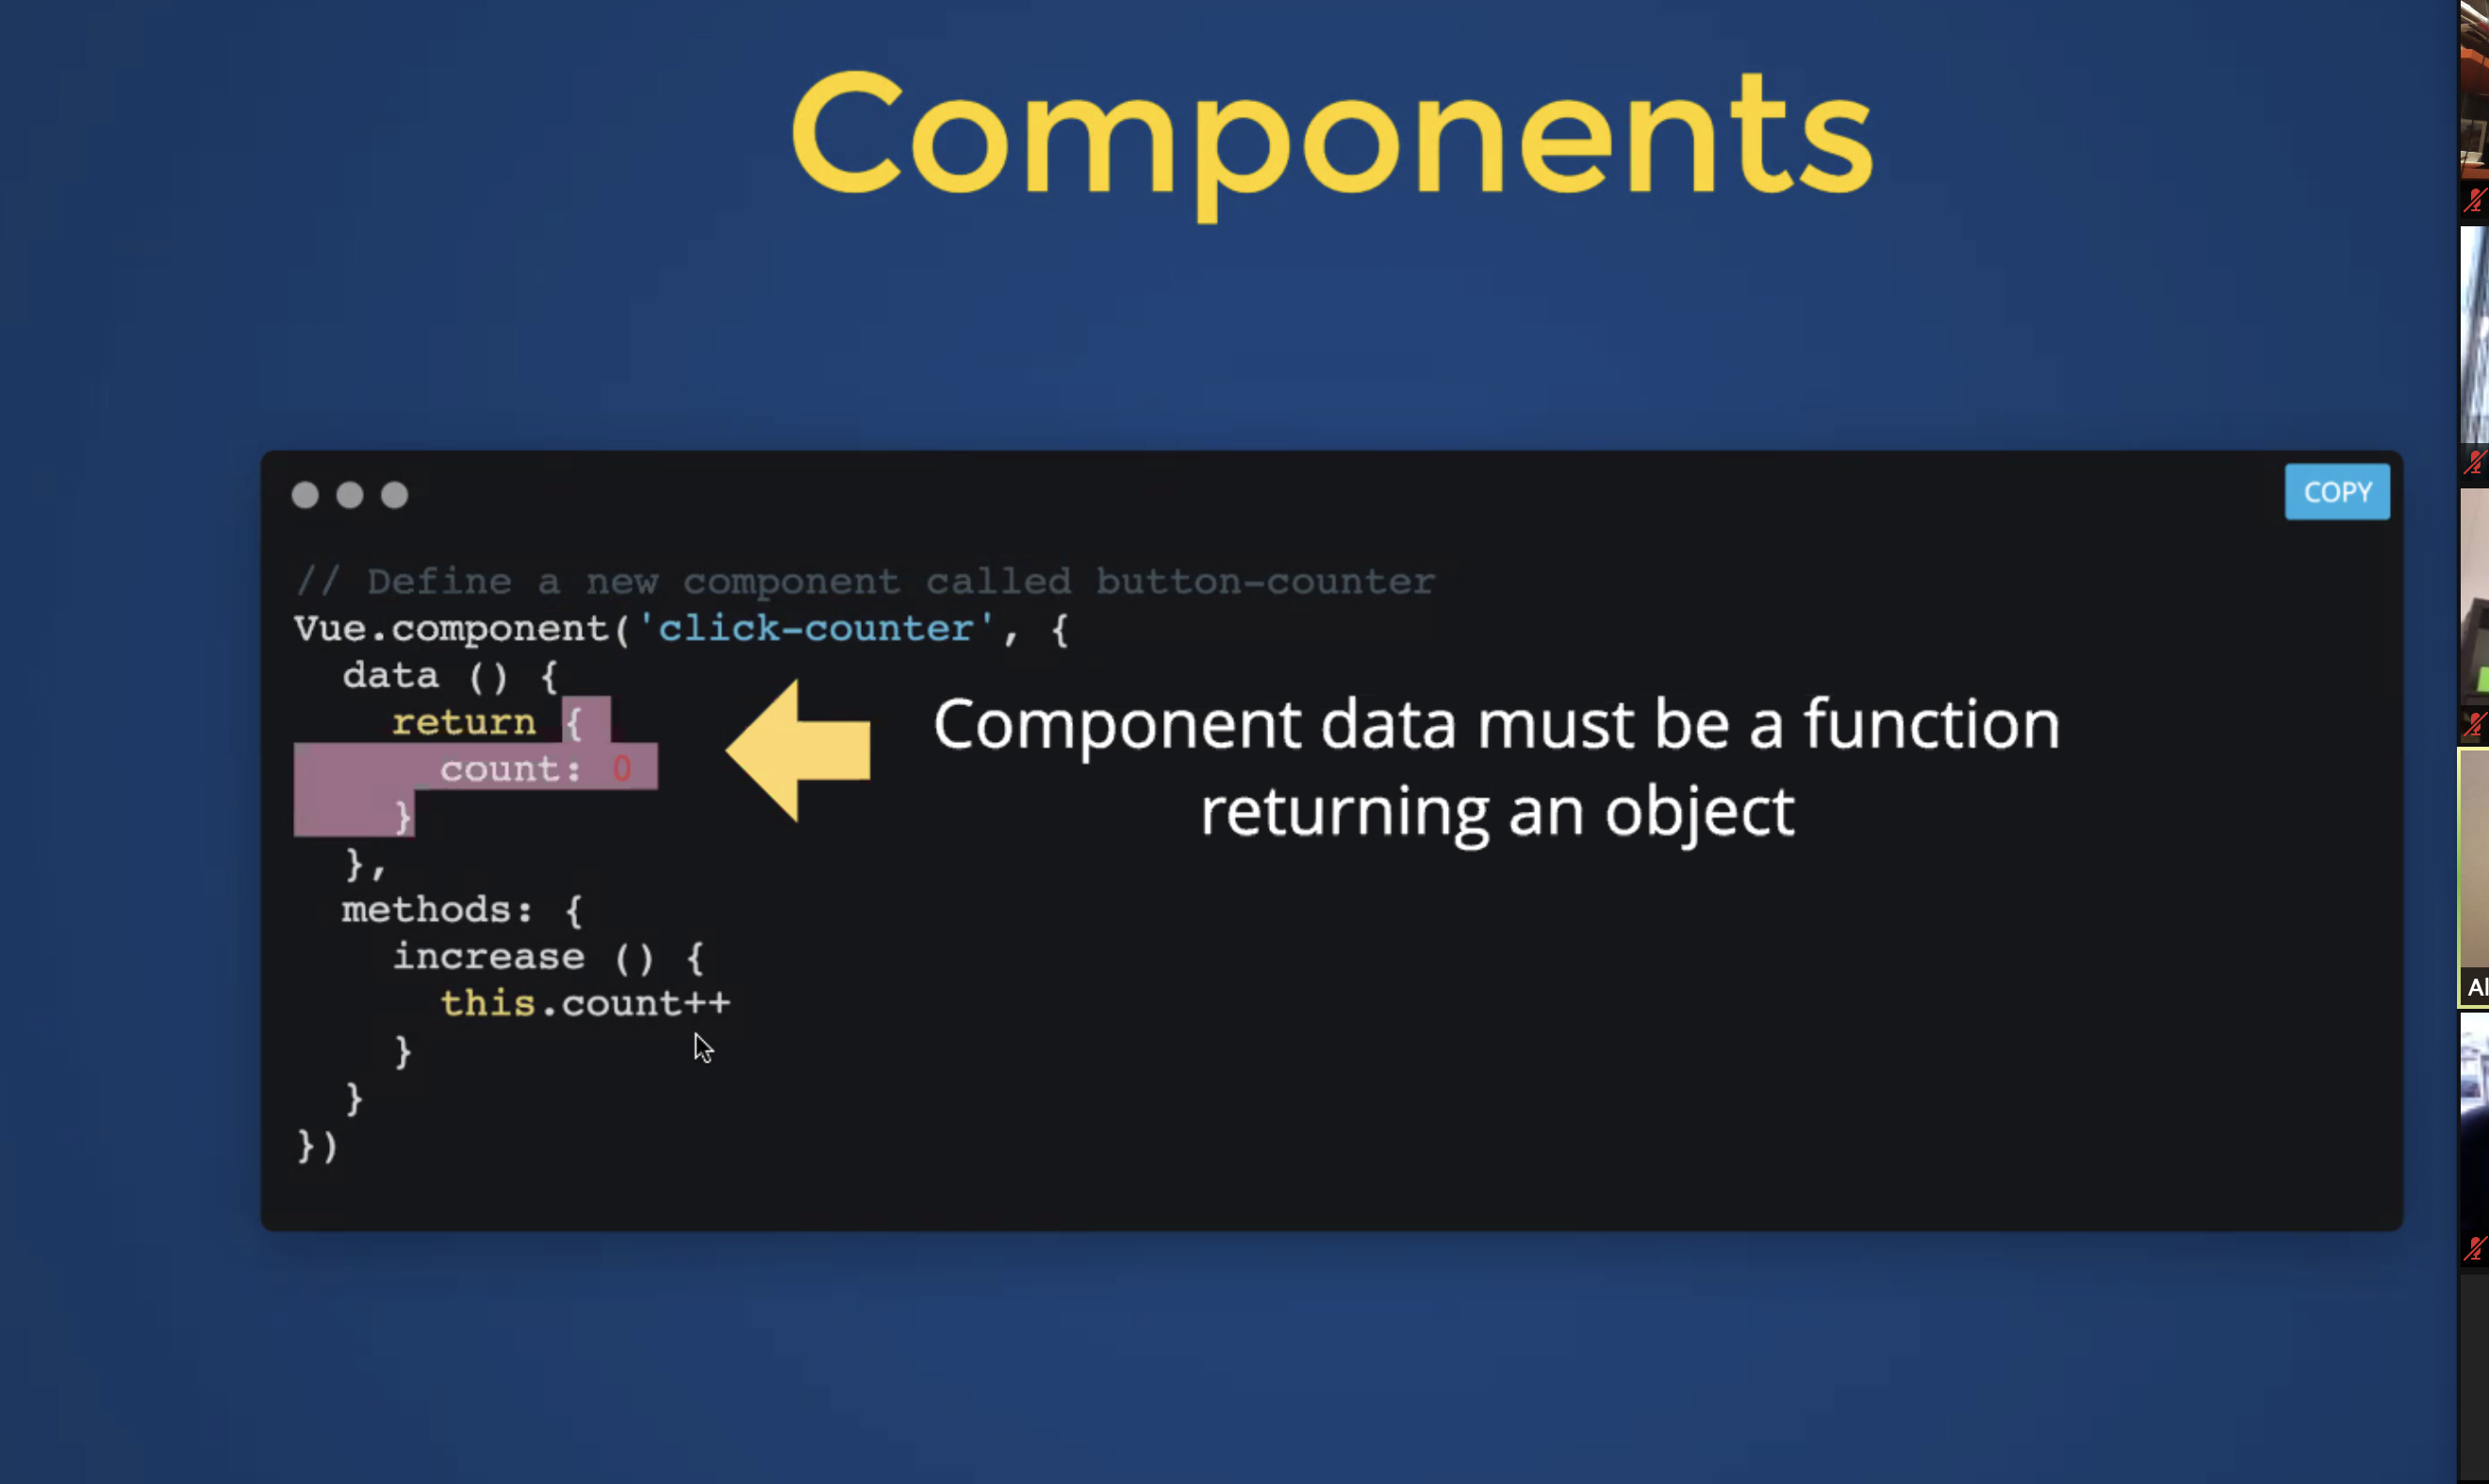 Components
COPY
// Define a new component called button-counter
Vue.component('click-counter', {
  data () {
    return {
      count: 0
    }
  },
  methods: {
    increase () {
      this.count++
    }
  }
})
Component data must be a function
returning an object
Al